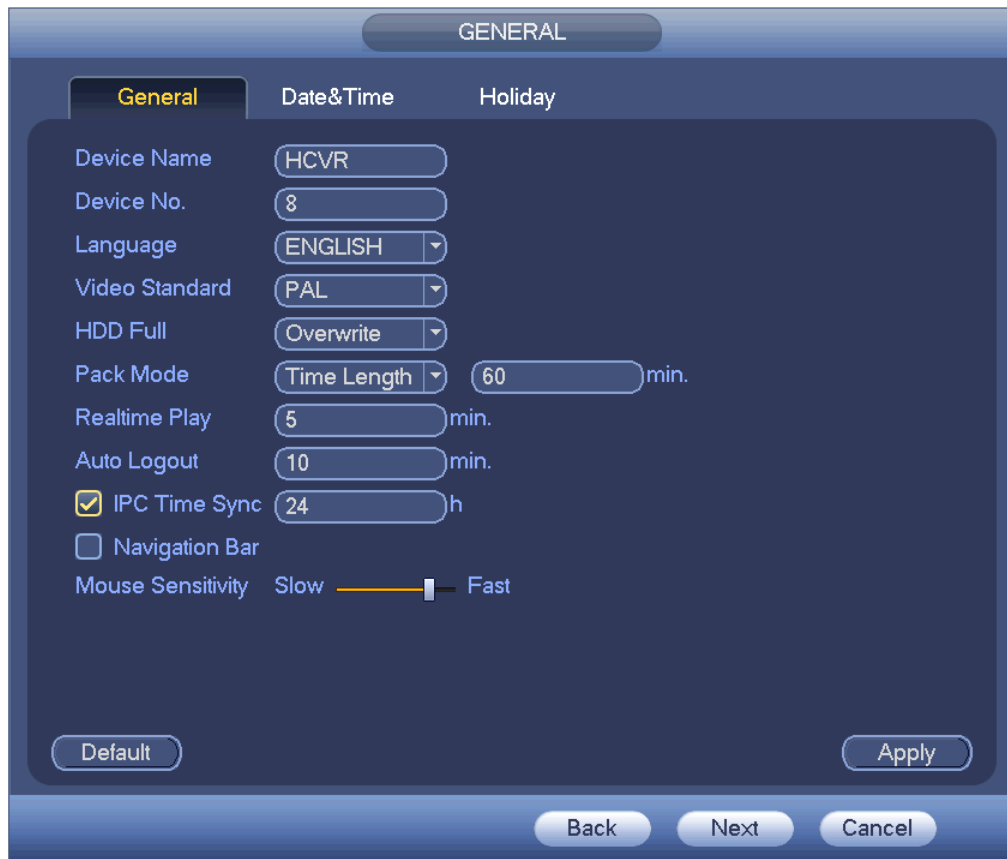 GENERAL
General Date&Time Holiday
Device Name HCVR
Device No. 8
Language ENGLISH
Video Standard PAL
HDD Full Overwrite
Pack Mode Time Length 60 min.
Realtime Play 5 min.
Auto Logout 10 min.
IPC Time Sync 24 h
Navigation Bar
Mouse Sensitivity Slow Fast
Default Apply
Back Next Cancel